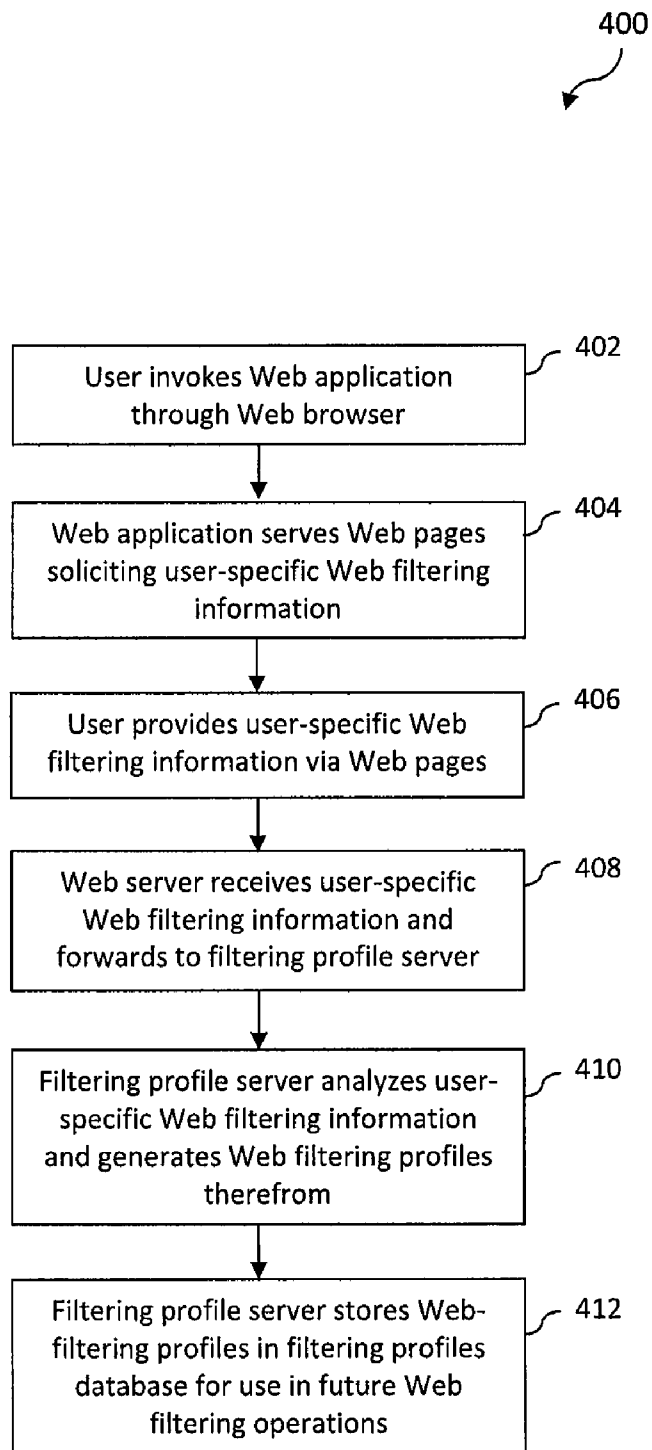 400
402
User invokes Web application
through Web browser
404
Web application serves Web pages
soliciting user-specific Web filtering
information
406
User provides user-specific Web
filtering information via Web pages
408
Web server receives user-specific
Web filtering information and
forwards to filtering profile server
410
Filtering profile server analyzes user-
specific Web filtering information
and generates Web filtering profiles
therefrom
412
Filtering profile server stores Web-
filtering profiles in filtering profiles
database for use in future Web
filtering operations